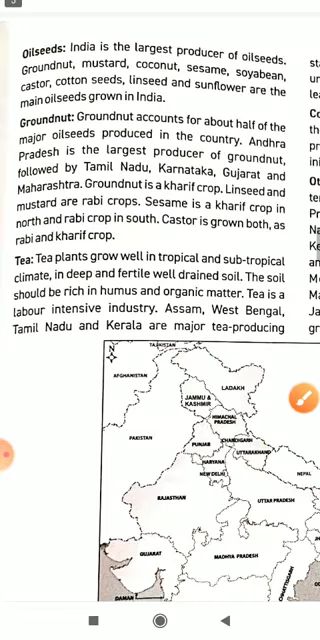 5
Oilseeds: India is the largest producer of oilseeds.
Groundnut, mustard, coconut, sesame, soyabean,
castor, cotton seeds, linseed and sunflower are the
main oilseeds grown in India.
Groundnut: Groundnut accounts for about half of the
major oilseeds produced in the country. Andhra
Pradesh is the largest producer of groundnut,
followed by Tamil Nadu, Karnataka, Gujarat and
Maharashtra. Groundnut is a kharif crop. Linseed and
mustard are rabi crops. Sesame is a kharif crop in
north and rabi crop in south. Castor is grown both, as
rabi and kharif crop.
Tea: Tea plants grow well in tropical and sub-tropical
climate, in deep and fertile well drained soil. The soil
should be rich in humus and organic matter. Tea is a
labour intensive industry. Assam, West Bengal,
Tamil Nadu and Kerala are major tea-producing
N
TAJIKISTAN
AFGHANISTAN
LADAKH
JAMMU &
KASHMIR
HIMACHAL
PRADESH
PAKISTAN
PUNJAB
CHANDIGARH
UTTARAKHAND
HARYANA
NEW DELHI
NEPAL
RAJASTHAN
UTTAR PRADESH
GUJARAT
MADHYA PRADESH
CHHATTISGARH
DAMAN